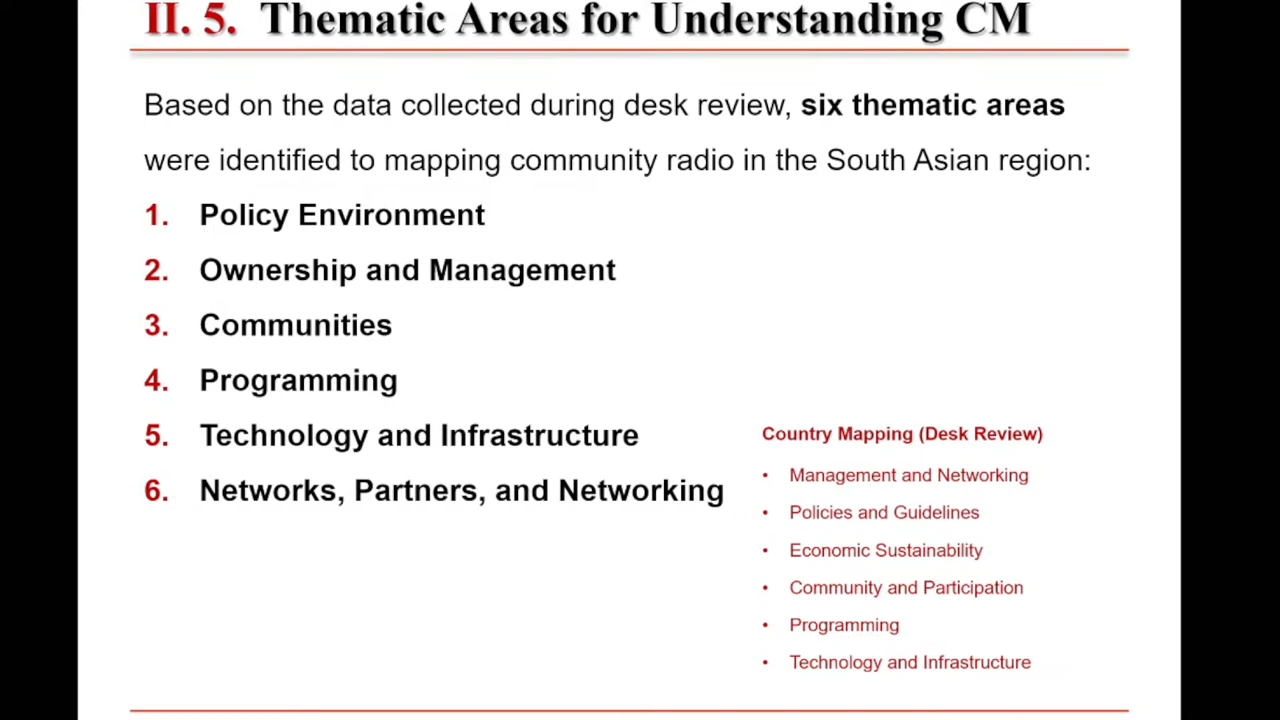 II. 5. Thematic Areas for Understanding CM
Based on the data collected during desk review, six thematic areas
were identified to mapping community radio in the South Asian region:
1. Policy Environment
2. Ownership and Management
3. Communities
4. Programming
5. Technology and Infrastructure
6. Networks, Partners, and Networking
Country Mapping (Desk Review)
• Management and Networking
• Policies and Guidelines
• Economic Sustainability
• Community and Participation
• Programming
• Technology and Infrastructure